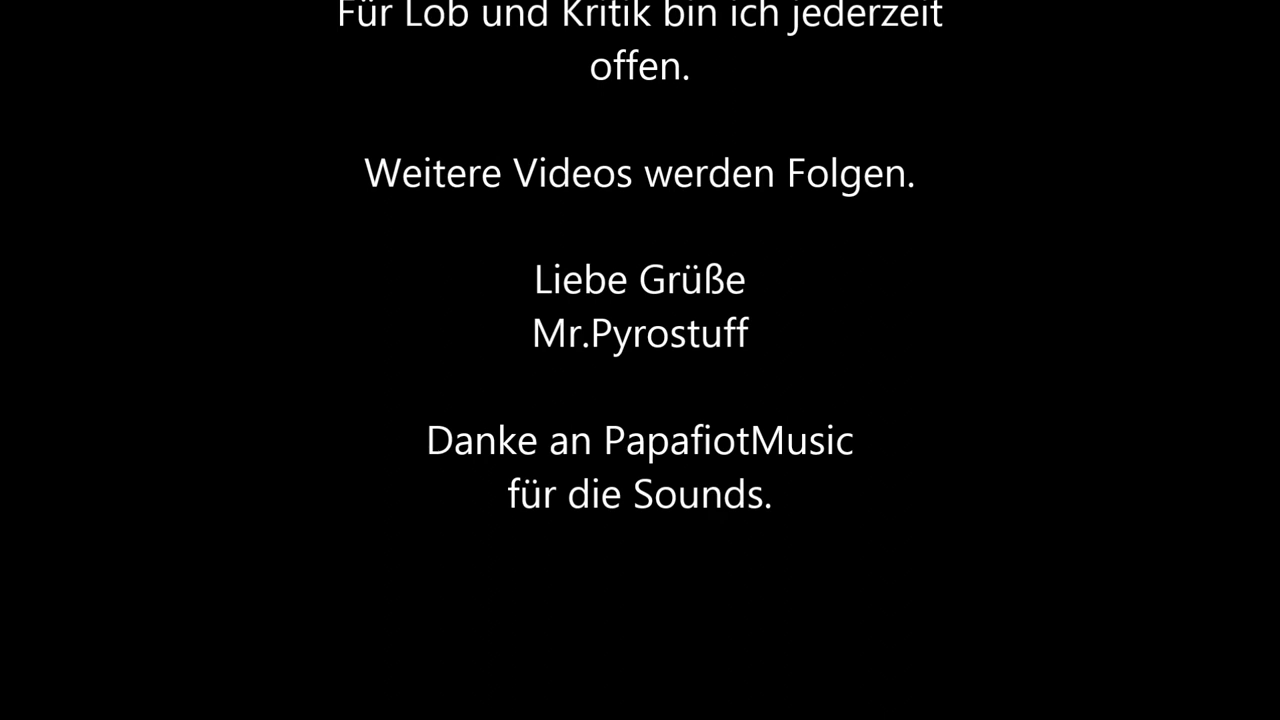 Für Lob und Kritik bin ich jederzeit
offen.
Weitere Videos werden Folgen.
Liebe Grüße
Mr.Pyrostuff
Danke an PapafiotMusic
für die Sounds.